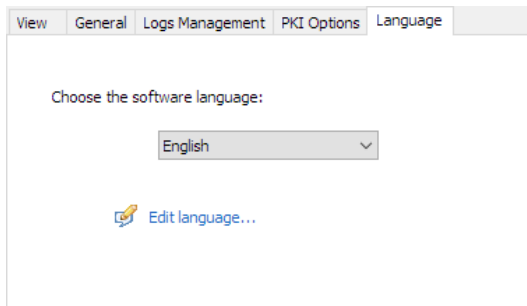 View General Logs Management PKI Options Language
Choose the software language:
English
Edit language...